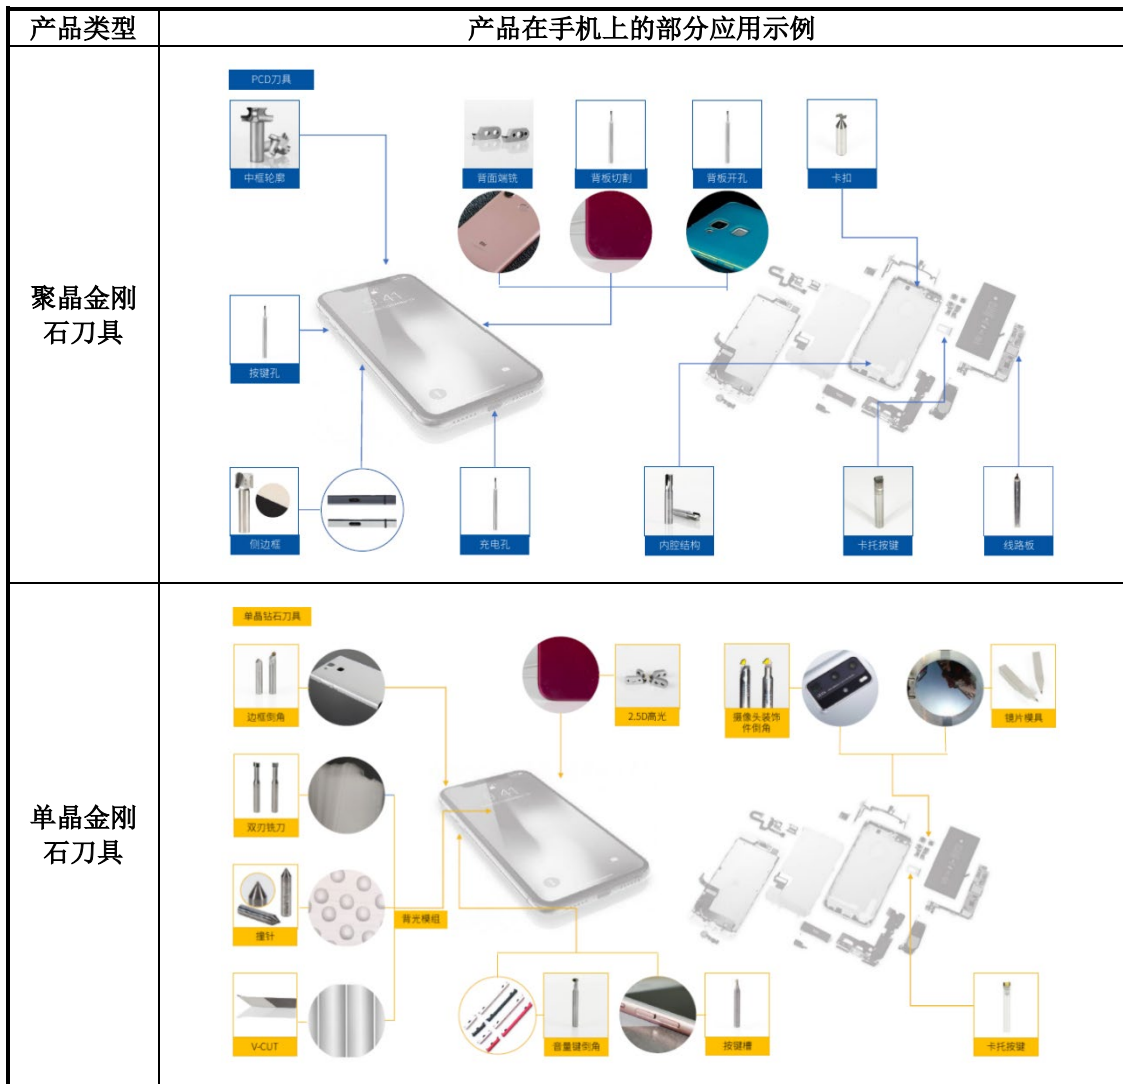 产品类型
产品在手机上的部分应用示例
聚晶金刚
石刀具
PCD刀具
中框轮廓
背面端铣
背板切割
背板开孔
卡扣
按键孔
侧边框
充电孔
内腔结构
卡托按键
线路板
单晶金刚
石刀具
单晶钻石刀具
边框倒角
2.5D高光
摄像头装饰
件倒角
镜片模具
双刃铣刀
撞针
背光模组
V-CUT
音量键倒角
按键槽
卡托按键